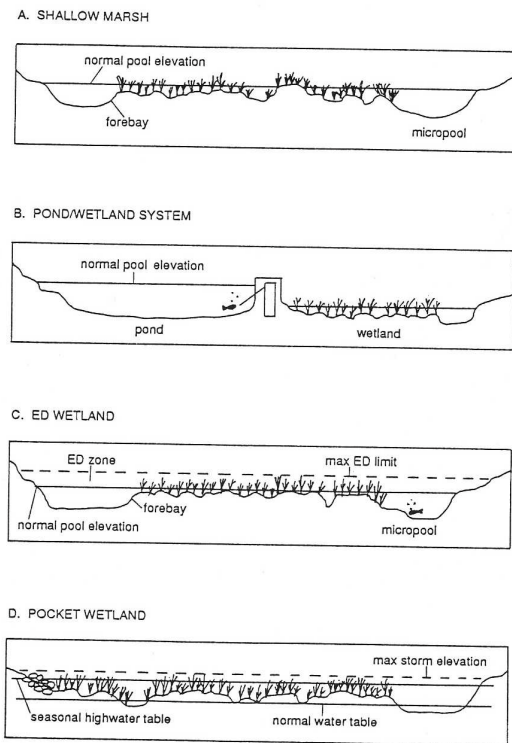 A. SHALLOW MARSH
normal pool elevation
forebay
micropool
B. POND/WETLAND SYSTEM
normal pool elevation
pond
wetland
C. ED WETLAND
ED zone
max ED limit
forebay
normal pool elevation
micropool
D. POCKET WETLAND
max storm elevation
seasonal highwater table
normal water table